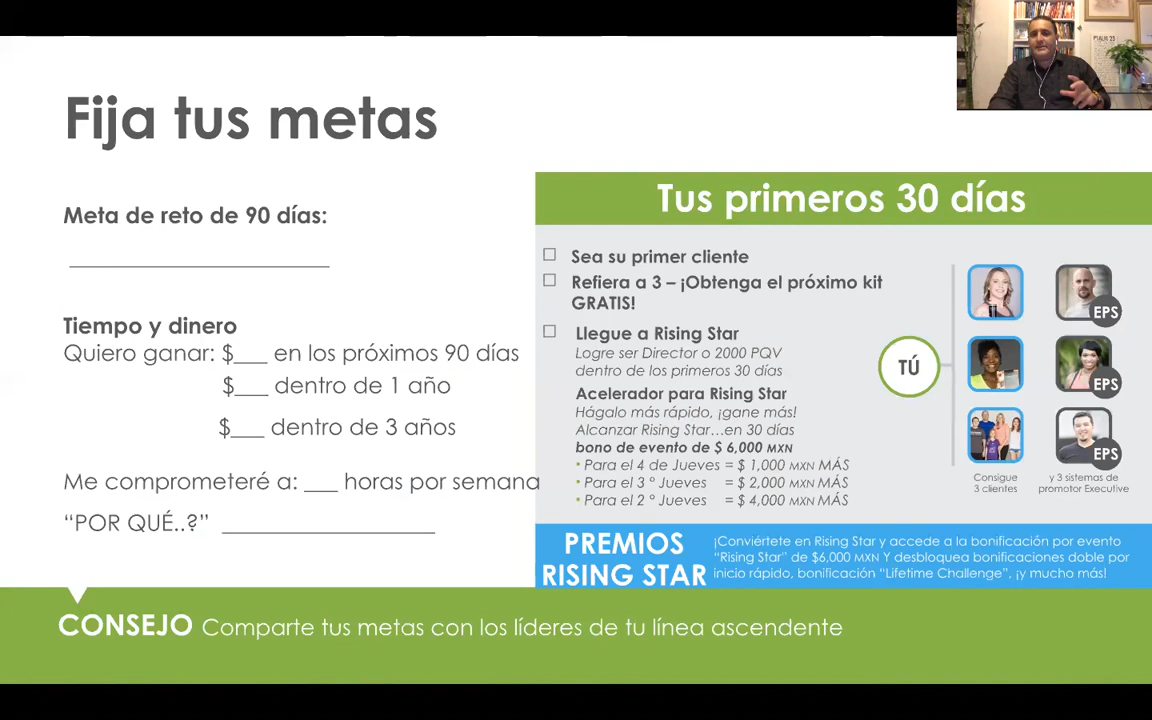 Fija tus metas
Meta de reto de 90 días:
____________________
Tiempo y dinero
Quiero ganar: $___ en los próximos 90 días
$___ dentro de 1 año
$___ dentro de 3 años
Me comprometeré a: ___ horas por semana
“POR QUÉ..?” ________________
Tus primeros 30 días
Sea su primer cliente
Refiera a 3 – ¡Obtenga el próximo kit
GRATIS!
Llegue a Rising Star
Logre ser Director o 2000 PQV
dentro de los primeros 30 días
Acelerador para Rising Star
Hágalo más rápido, ¡gane más!
Alcanzar Rising Star…en 30 días
bono de evento de $ 6,000 MXN
• Para el 4 de Jueves = $ 1,000 MXN MÁS
• Para el 3 ° Jueves = $ 2,000 MXN MÁS
• Para el 2 ° Jueves = $ 4,000 MXN MÁS
TÚ
EPS
EPS
EPS
Consigue
3 clientes
y 3 sistemas de
promotor Executive
PREMIOS
RISING STAR
¡Conviértete en Rising Star y accede a la bonificación por evento
“Rising Star” de $6,000 MXN Y desbloquea bonificaciones doble por
inicio rápido, bonificación “Lifetime Challenge”, ¡y mucho más!
CONSEJO Comparte tus metas con los líderes de tu línea ascendente
PSALM 23